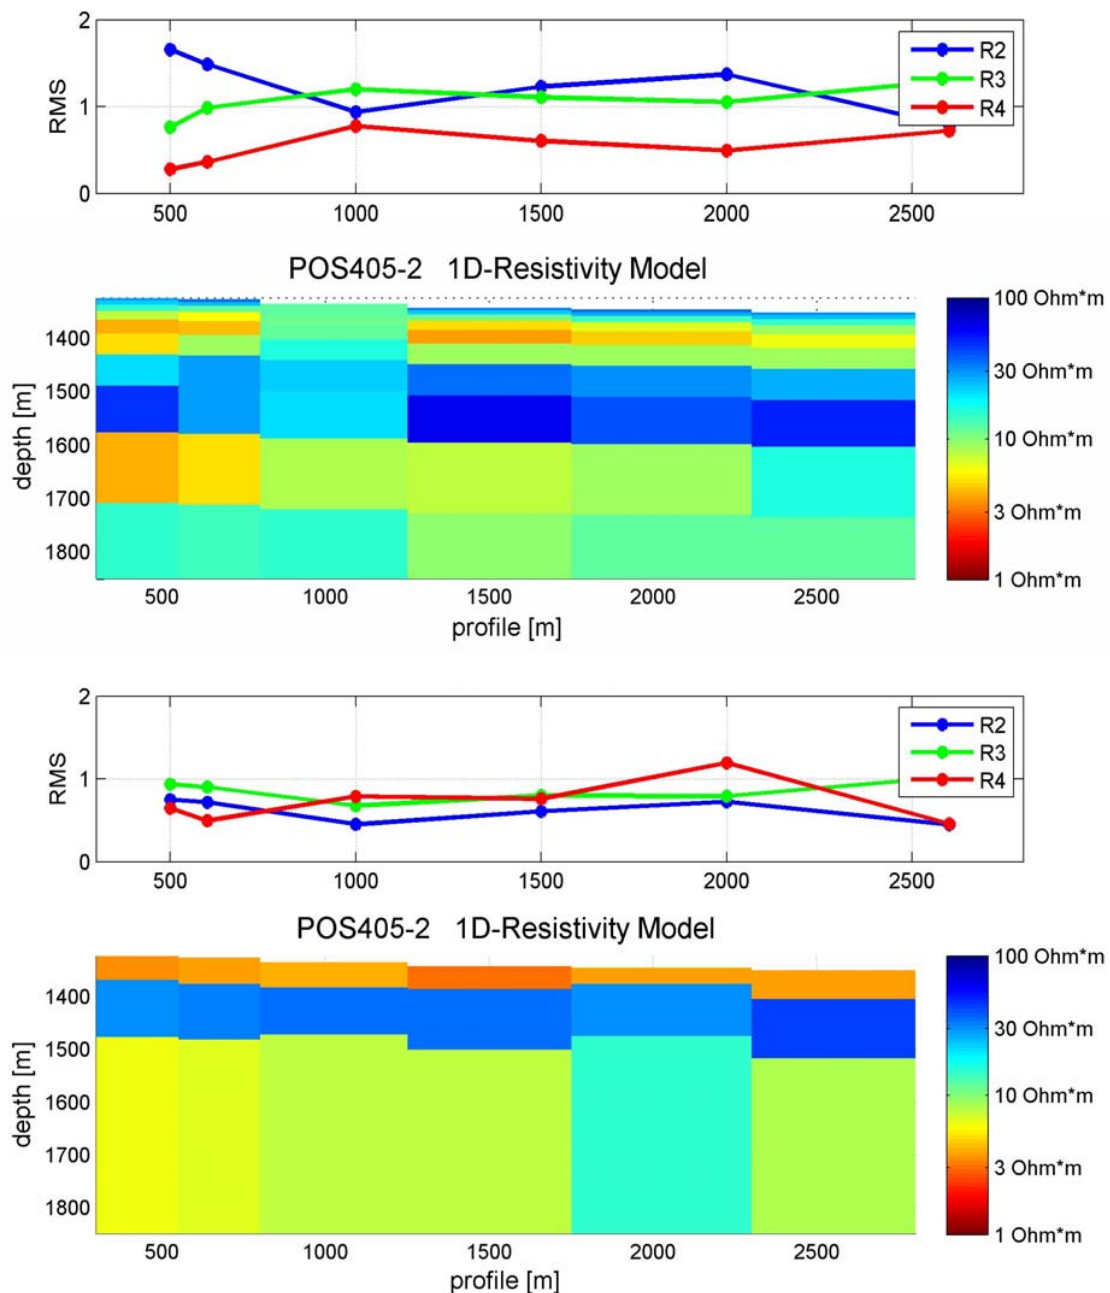 2
1
0
RMS
R2
R3
R4
500 1000 1500 2000 2500
POS405-2 1D-Resistivity Model
1400
1500
1600
1700
1800
depth [m]
100 Ohm*m
30 Ohm*m
10 Ohm*m
3 Ohm*m
1 Ohm*m
500 1000 1500 2000 2500
profile [m]
2
1
0
RMS
R2
R3
R4
500 1000 1500 2000 2500
POS405-2 1D-Resistivity Model
1400
1500
1600
1700
1800
depth [m]
100 Ohm*m
30 Ohm*m
10 Ohm*m
3 Ohm*m
1 Ohm*m
500 1000 1500 2000 2500
profile [m]